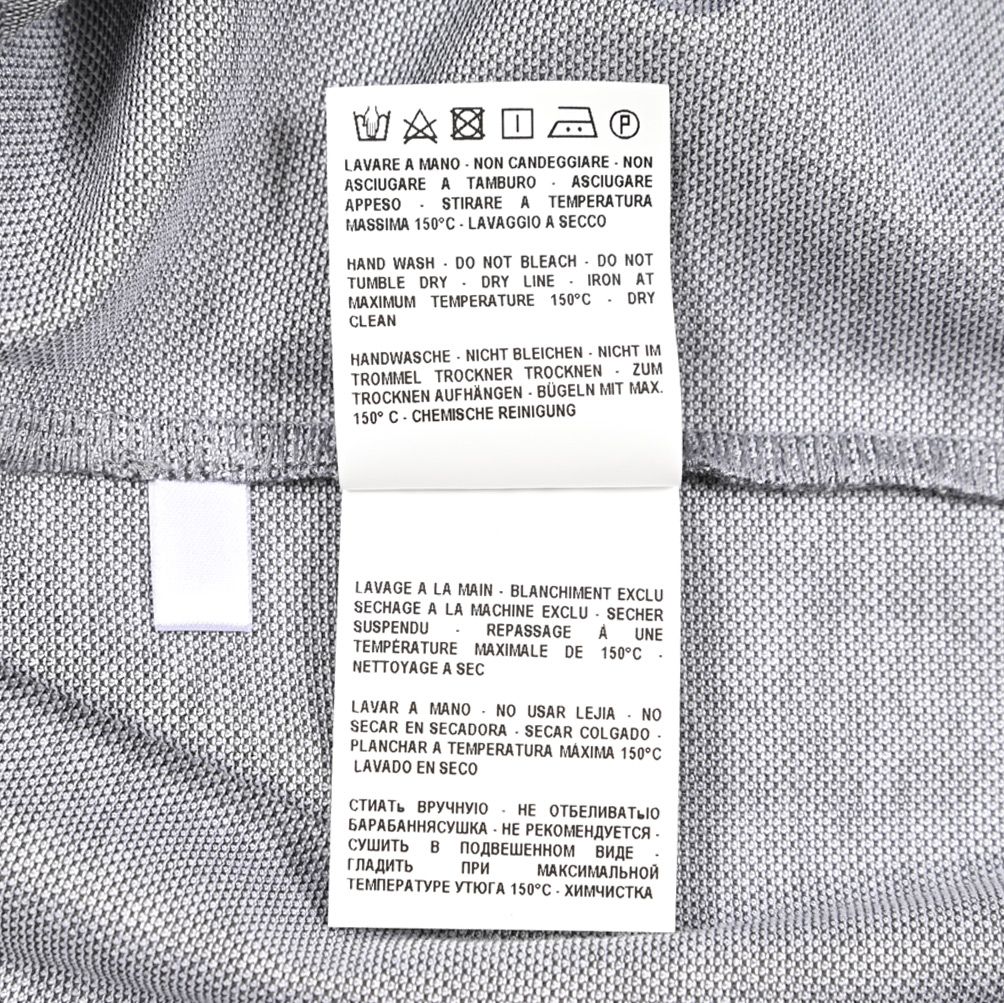 P
LAVARE A MANO - NON CANDEGGIARE - NON
ASCIUGARE A TAMBURO - ASCIUGARE
APPESO - STIRARE A TEMPERATURA
MASSIMA 150°C - LAVAGGIO A SECCO
HAND WASH - DO NOT BLEACH - DO NOT
TUMBLE DRY - DRY LINE - IRON AT
MAXIMUM TEMPERATURE 150°C - DRY
CLEAN
HANDWASCHE - NICHT BLEICHEN - NICHT IM
TROMMEL TROCKNER TROCKNEN - ZUM
TROCKNEN AUFHÄNGEN - BÜGELN MIT MAX.
150° C - CHEMISCHE REINIGUNG
LAVAGE A LA MAIN - BLANCHIMENT EXCLU
SECHAGE A LA MACHINE EXCLU - SECHER
SUSPENDU - REPASSAGE À UNE
TEMPÉRATURE MAXIMALE DE 150°C -
NETTOYAGE A SEC
LAVAR A MANO - NO USAR LEJIA - NO
SECAR EN SECADORA - SECAR COLGADO -
PLANCHAR A TEMPERATURA MÁXIMA 150°C
LAVADO EN SECO
СТИАТЬ ВРУЧНУЮ - НЕ ОТБЕЛИВАТЬЮ
БАРАБАННЯСУШКА - НЕ РЕКОМЕНДУЕТСЯ -
СУШИТЬ В ПОДВЕШЕННОМ ВИДЕ -
ГЛАДИТЬ ПРИ МАКСИМАЛЬНОЙ
ТЕМПЕРАТУРЕ УТЮГА 150°C - ХИМЧИСТКА